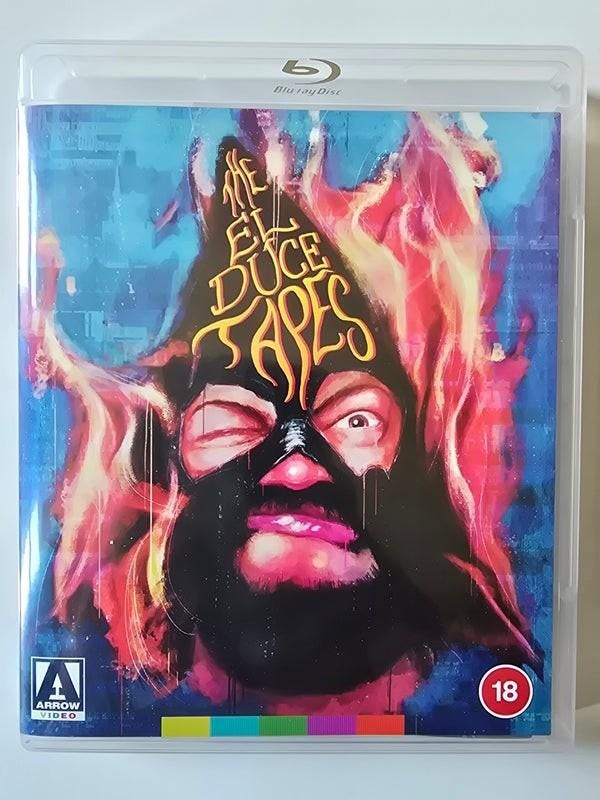 Blu-ray Disc
THE
EL
DUCE
TAPES
A
ARROW
VIDEO
18